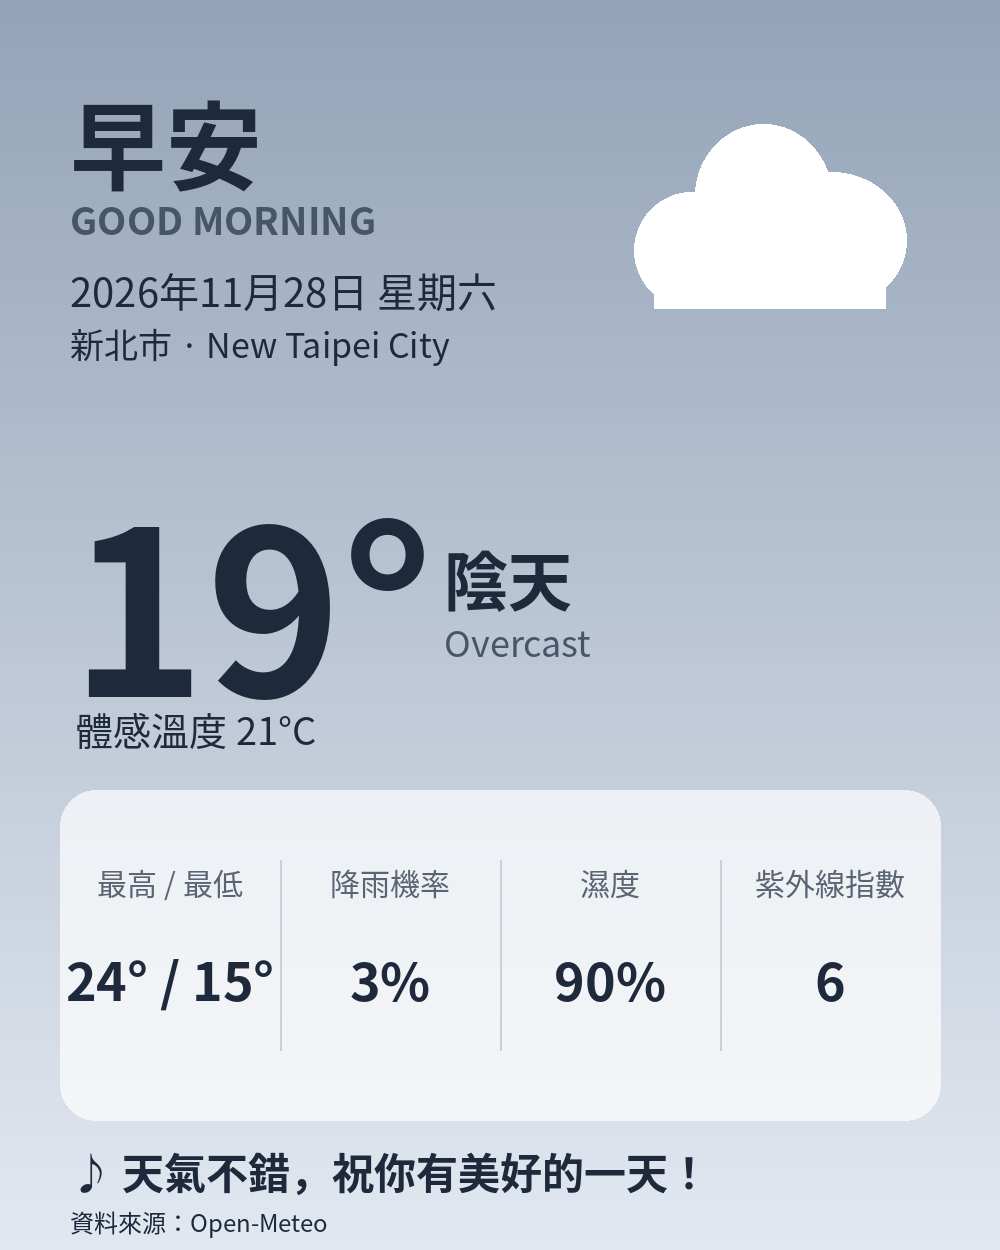 早安
GOOD MORNING
2026年11月28日 星期六
新北市 · New Taipei City
19°
陰天
Overcast
體感溫度 21°C
最高 / 最低
降雨機率
濕度
紫外線指數
24° / 15°
3%
90%
6
♪ 天氣不錯，祝你有美好的一天！
資料來源：Open-Meteo